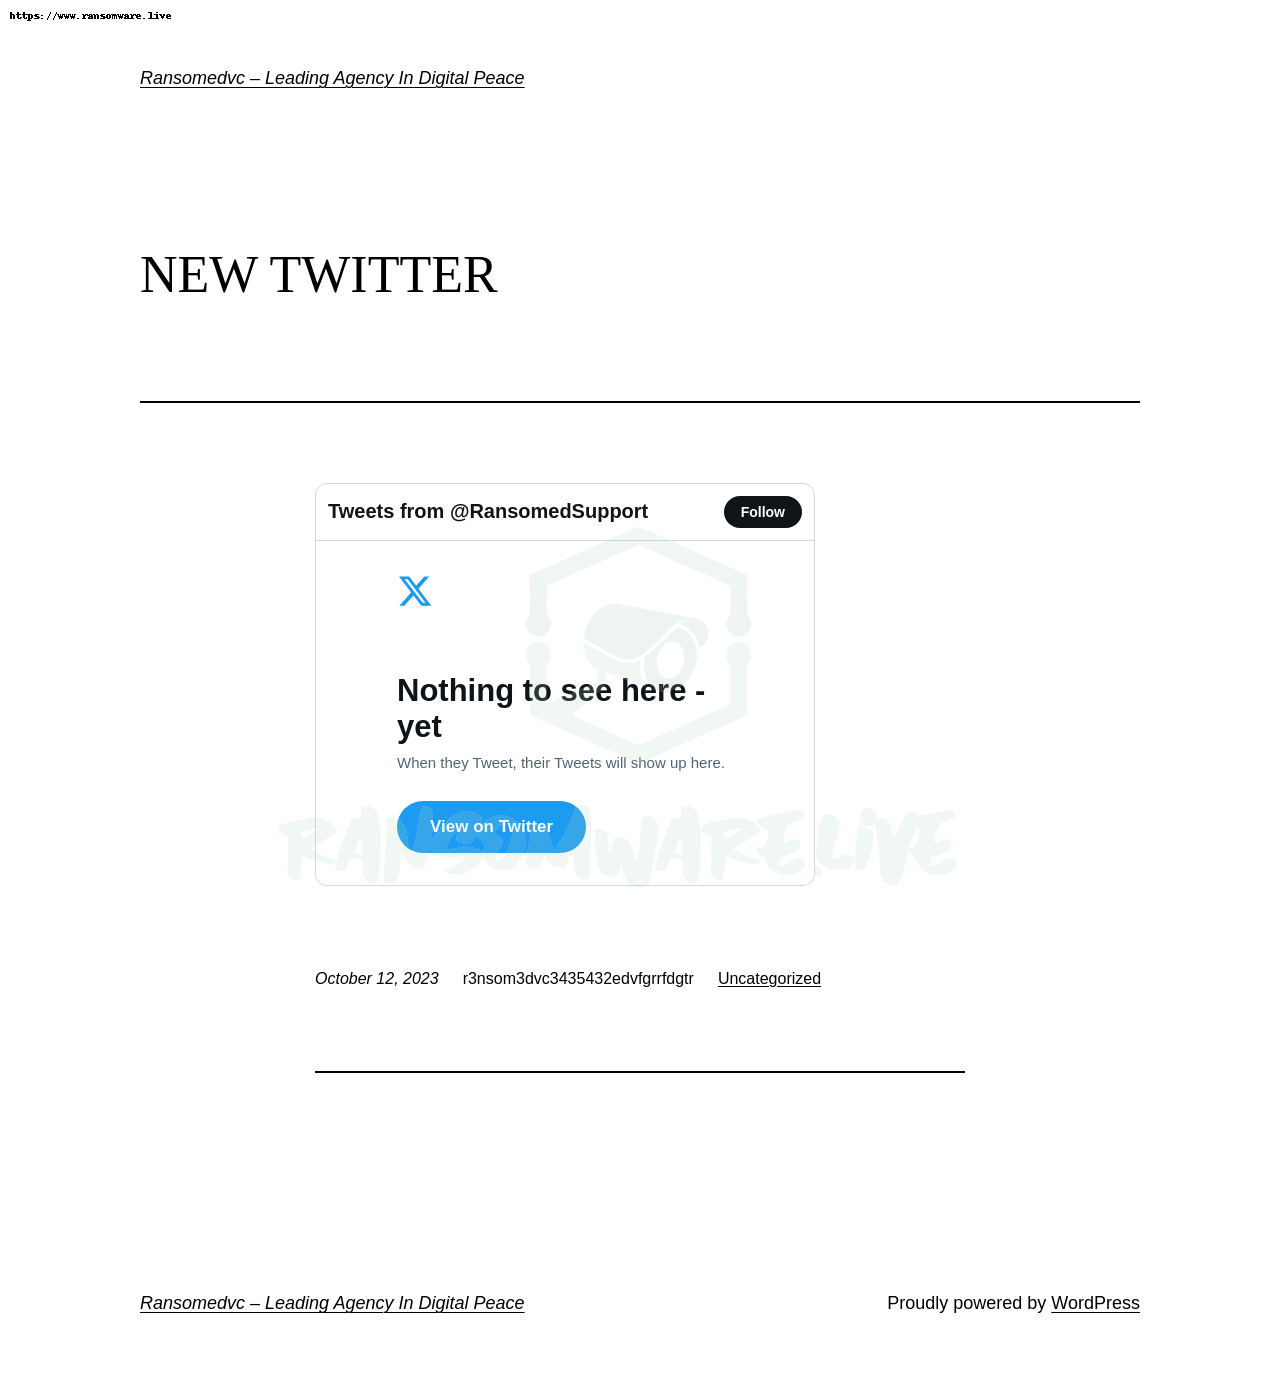 https://www.ransomware.live
Ransomedvc – Leading Agency In Digital Peace
NEW TWITTER
Tweets from @RansomedSupport
Follow
Nothing to see here -
yet
When they Tweet, their Tweets will show up here.
View on Twitter
RANSOMWARE.LIVE
October 12, 2023 r3nsom3dvc3435432edvfgrrfdgtr Uncategorized
Ransomedvc – Leading Agency In Digital Peace
Proudly powered by WordPress